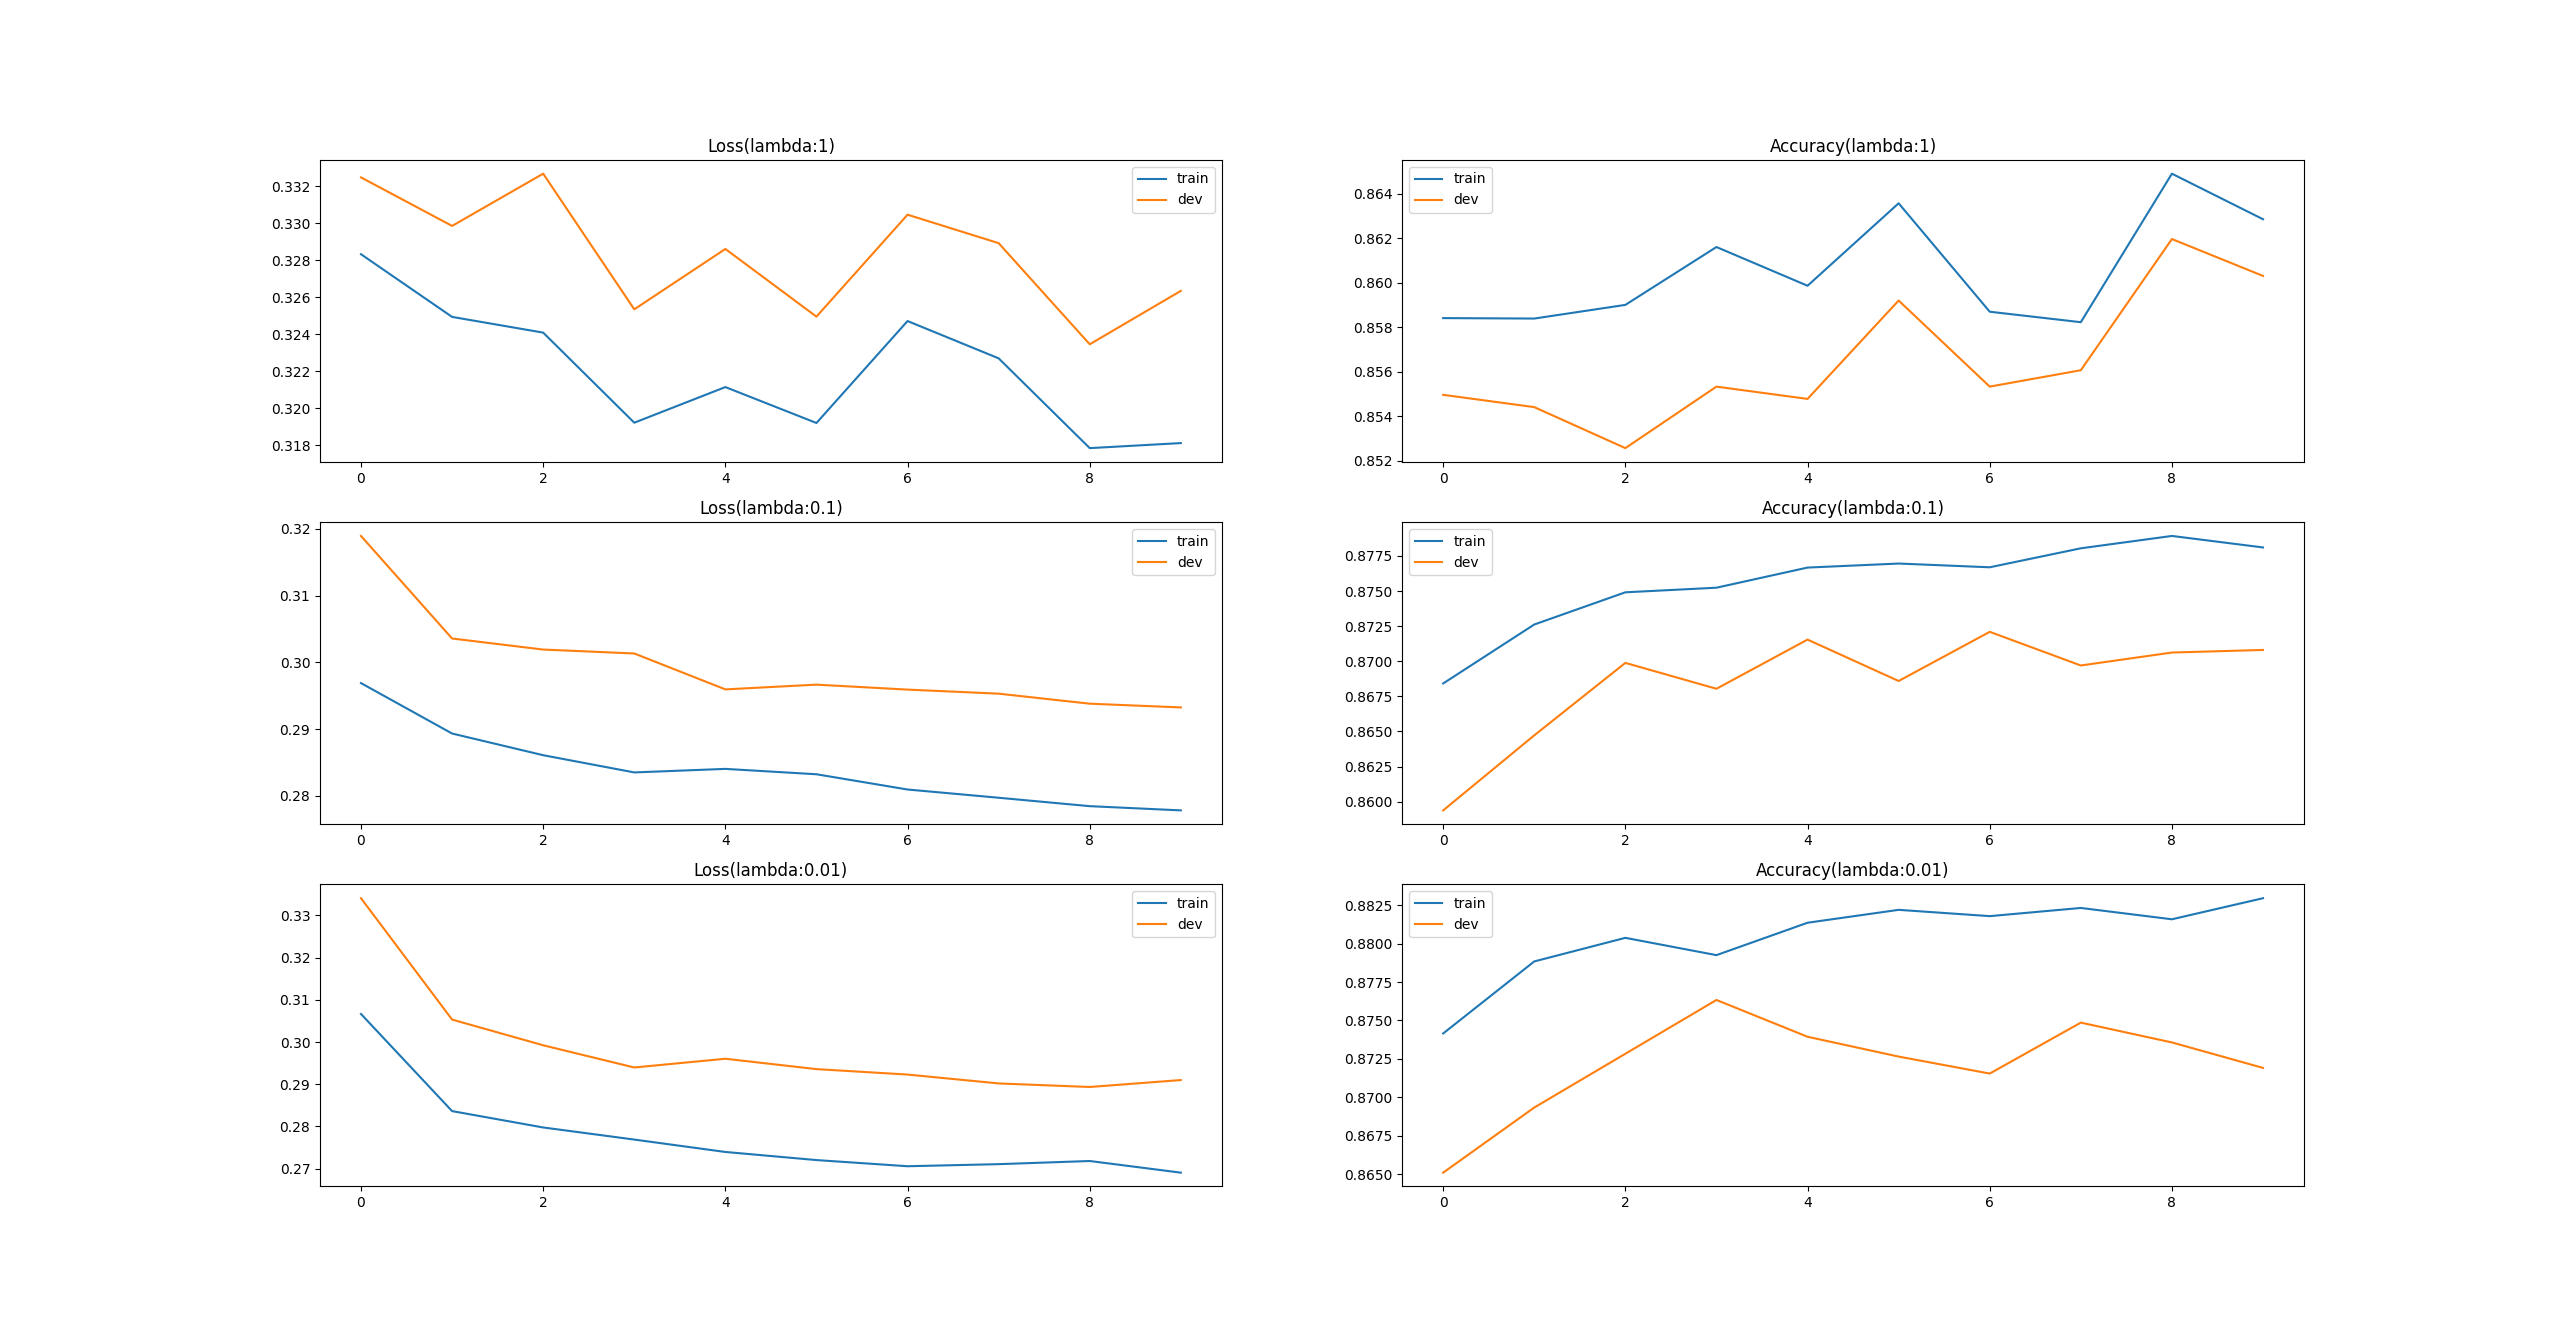 Loss(lambda:1)
0.332
0.330
0.328
0.326
0.324
0.322
0.320
0.318
train
dev
0 2 4 6 8
Accuracy(lambda:1)
0.864
0.862
0.860
0.858
0.856
0.854
0.852
train
dev
0 2 4 6 8
Loss(lambda:0.1)
0.32
0.31
0.30
0.29
0.28
train
dev
0 2 4 6 8
Accuracy(lambda:0.1)
0.8775
0.8750
0.8725
0.8700
0.8675
0.8650
0.8625
0.8600
train
dev
0 2 4 6 8
Loss(lambda:0.01)
0.33
0.32
0.31
0.30
0.29
0.28
0.27
train
dev
0 2 4 6 8
Accuracy(lambda:0.01)
0.8825
0.8800
0.8775
0.8750
0.8725
0.8700
0.8675
0.8650
train
dev
0 2 4 6 8